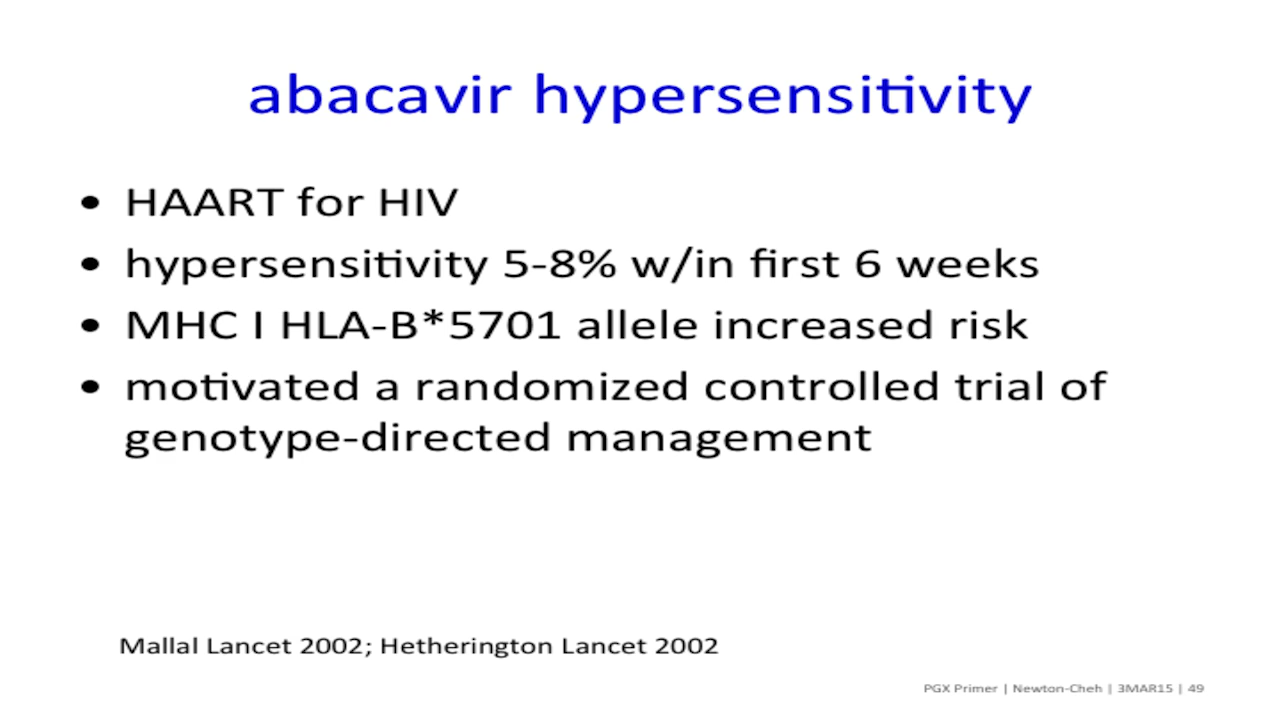 abacavir hypersensitivity
• HAART for HIV
• hypersensitivity 5-8% w/in first 6 weeks
• MHC I HLA-B*5701 allele increased risk
• motivated a randomized controlled trial of
genotype-directed management
Mallal Lancet 2002; Hetherington Lancet 2002
PGX Primer | Newton-Cheh | 3MAR15 | 49